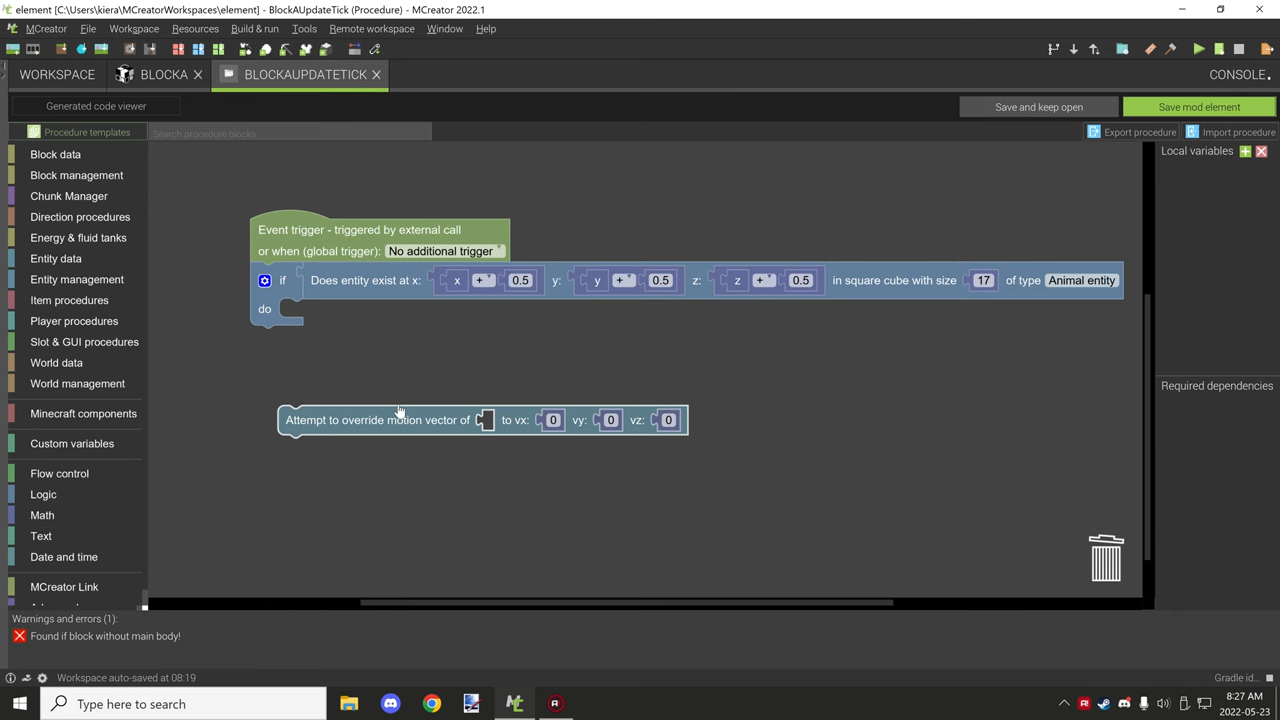 element [C:\Users\kiera\MCreatorWorkspaces\element] - BlockAUpdateTick (Procedure) - MCreator 2022.1
MCreator File Workspace Resources Build & run Tools Remote workspace Window Help
WORKSPACE BLOCKA BLOCKAUPDATETICK CONSOLE
Generated code viewer Save and keep open Save mod element
Procedure templates Search procedure blocks Export procedure Import procedure
Block data
Block management
Chunk Manager
Direction procedures
Energy & fluid tanks
Entity data
Entity management
Item procedures
Player procedures
Slot & GUI procedures
World data
World management
Minecraft components
Custom variables
Flow control
Logic
Math
Text
Date and time
MCreator Link
Event trigger - triggered by external call
or when (global trigger): No additional trigger
if Does entity exist at x: x + 0.5 y: y + 0.5 z: z + 0.5 in square cube with size 17 of type Animal entity
do
Attempt to override motion vector of to vx: 0 vy: 0 vz: 0
Local variables
Required dependencies
Warnings and errors (1):
Found if block without main body!
Workspace auto-saved at 08:19 Gradle id...
Type here to search
8:27 AM
2022-05-23